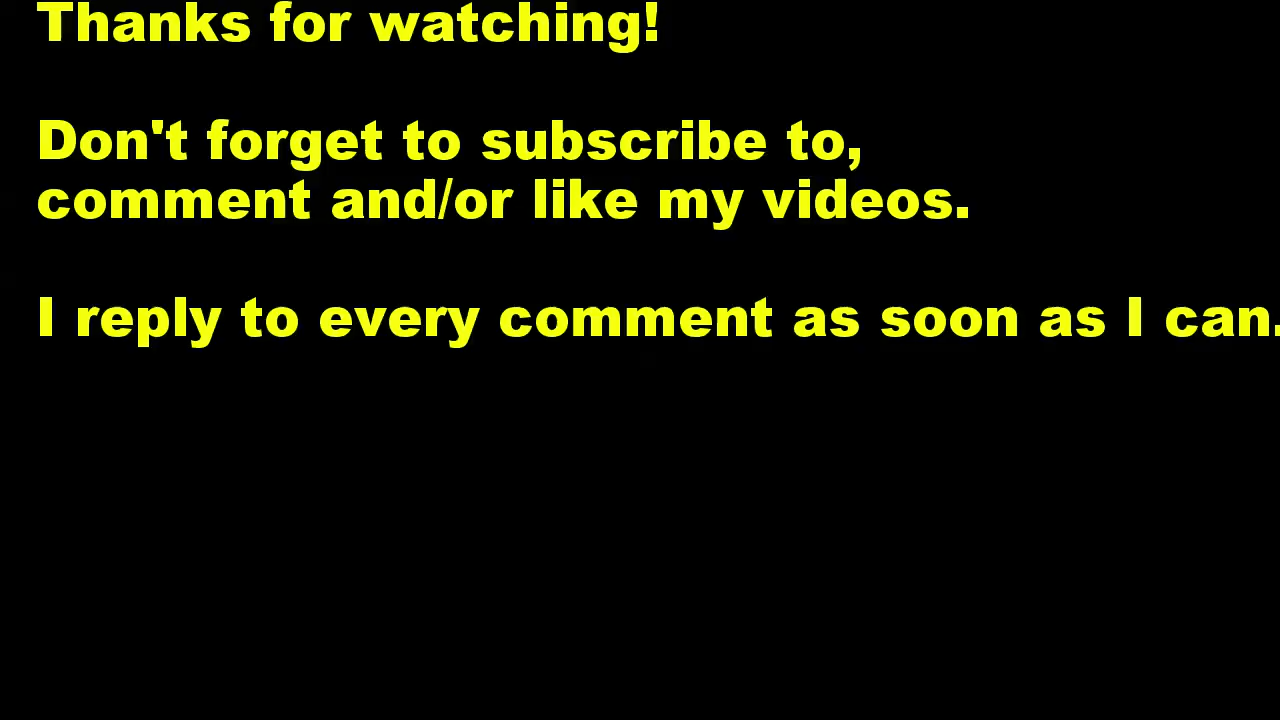 Thanks for watching!
Don't forget to subscribe to,
comment and/or like my videos.
I reply to every comment as soon as I can.